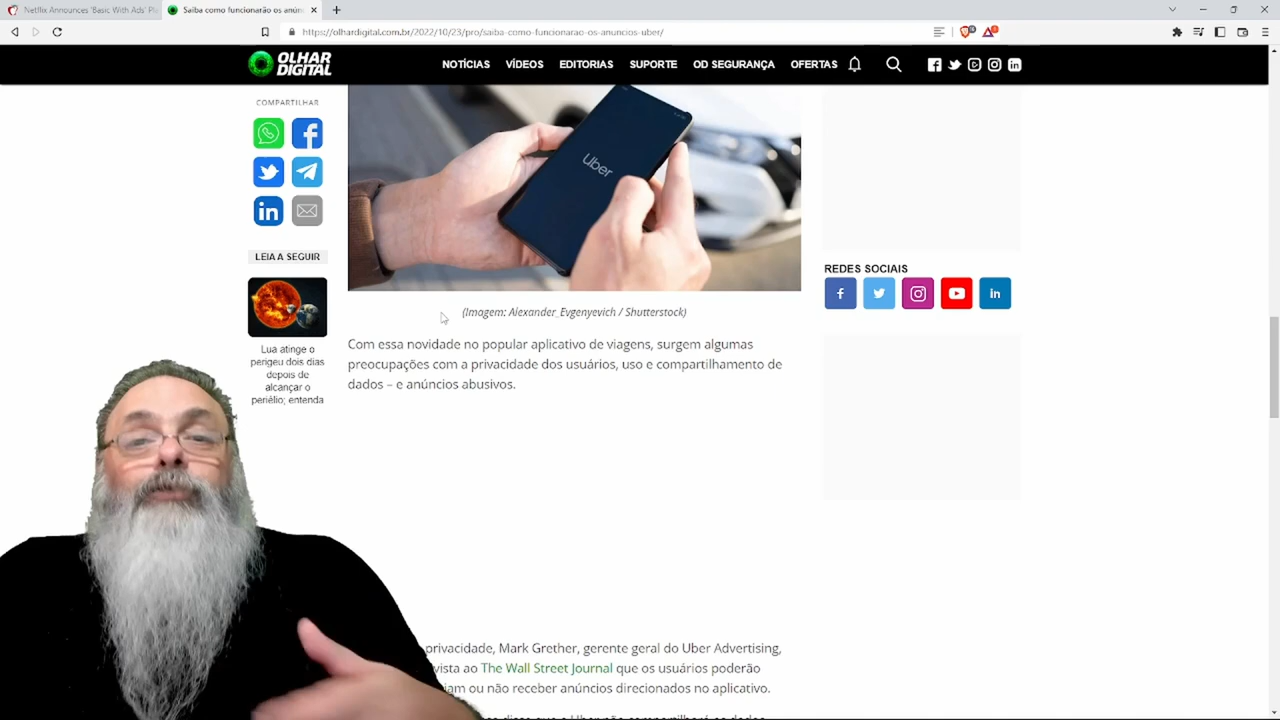 Netflix Announces 'Basic With Ads' Pl
Saiba como funcionarão os anún
https://olhardigital.com.br/2022/10/23/pro/saiba-como-funcionarao-os-anuncios-uber/
OLHAR
DIGITAL
NOTÍCIAS VÍDEOS EDITORIAS SUPORTE OD SEGURANÇA OFERTAS
COMPARTILHAR
Uber
LEIA A SEGUIR
Lua atinge o
perigeu dois dias
depois de
alcançar o
periélio; entenda
(Imagem: Alexander_Evgenyevich / Shutterstock)
Com essa novidade no popular aplicativo de viagens, surgem algumas
preocupações com a privacidade dos usuários, uso e compartilhamento de
dados – e anúncios abusivos.
privacidade, Mark Grether, gerente geral do Uber Advertising,
vista ao The Wall Street Journal que os usuários poderão
iam ou não receber anúncios direcionados no aplicativo.
REDES SOCIAIS